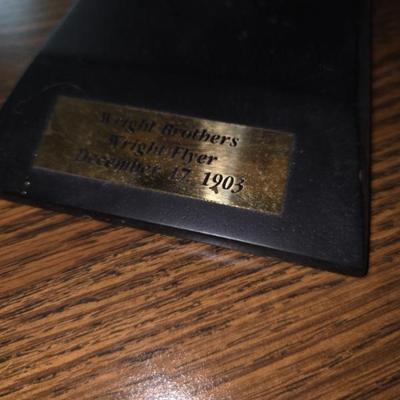 Wright Brothers
Wright Flyer
December 17 1903